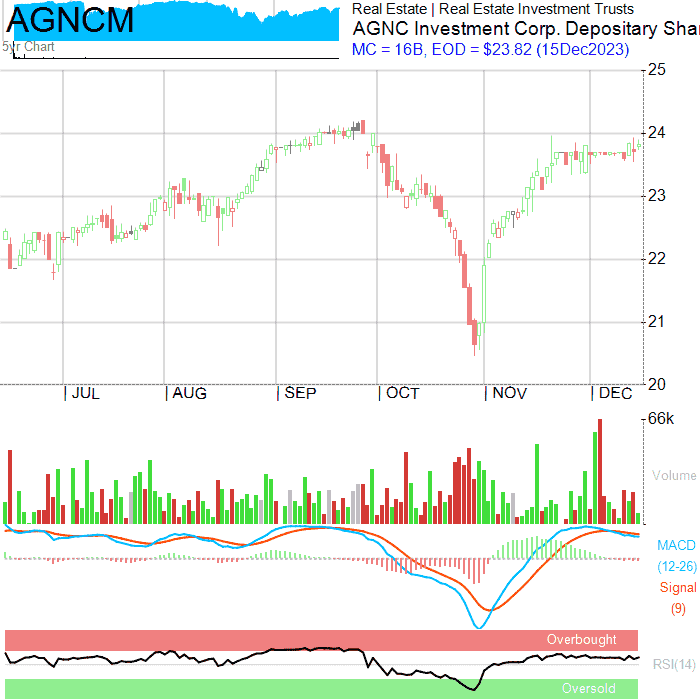 AGNCM
5yr Chart
Real Estate | Real Estate Investment Trusts
AGNC Investment Corp. Depositary Shar
MC = 16B, EOD = $23.82 (15Dec2023)
25
24
23
22
21
20
JUL AUG SEP OCT NOV DEC
66k
Volume
MACD
(12-26)
Signal
(9)
Overbought
RSI(14)
Oversold